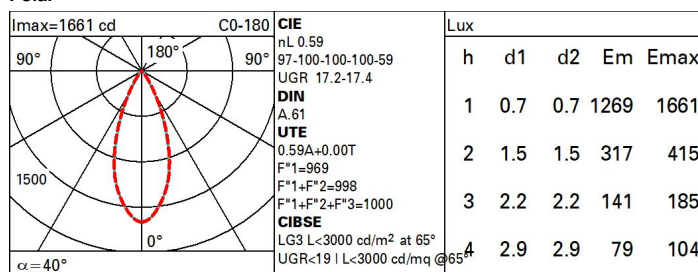 Imax=1661 cd C0-180
90° 180° 90°
1500
0°
α=40°
CIE
nL 0.59
97-100-100-100-59
UGR 17.2-17.4
DIN
A.61
UTE
0.59A+0.00T
F"1=969
F"1+F"2=998
F"1+F"2+F"3=1000
CIBSE
LG3 L<3000 cd/m² at 65°
UGR<19 | L<3000 cd/mq @65°
Lux
h d1 d2 Em Emax
1 0.7 0.7 1269 1661
2 1.5 1.5 317 415
3 2.2 2.2 141 185
4 2.9 2.9 79 104